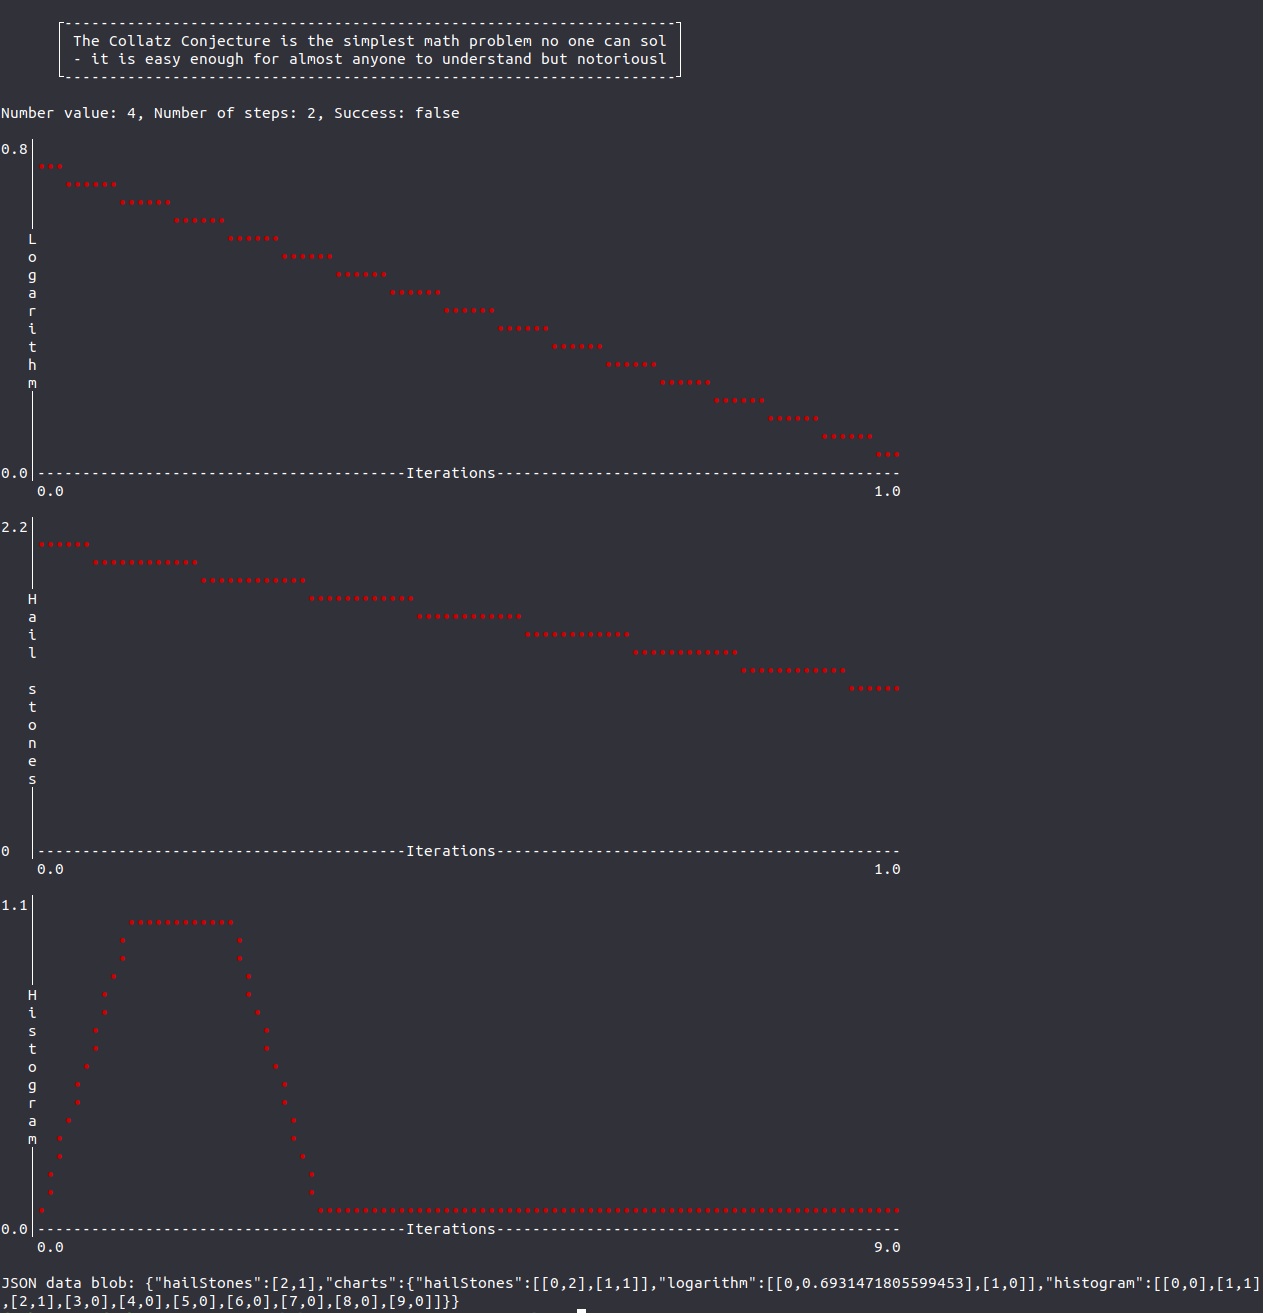 The Collatz Conjecture is the simplest math problem no one can sol
- it is easy enough for almost anyone to understand but notoriousl
Number value: 4, Number of steps: 2, Success: false
0.8
Logarithm
0.0
Iterations
0.0 1.0
2.2
Hail stones
0
Iterations
0.0 1.0
1.1
Histogram
0.0
Iterations
0.0 9.0
JSON data blob: {"hailStones":[2,1],"charts":{"hailStones":[[0,2],[1,1]],"logarithm":[[0,0.6931471805599453],[1,0]],"histogram":[[0,0],[1,1]
,[2,1],[3,0],[4,0],[5,0],[6,0],[7,0],[8,0],[9,0]]}}